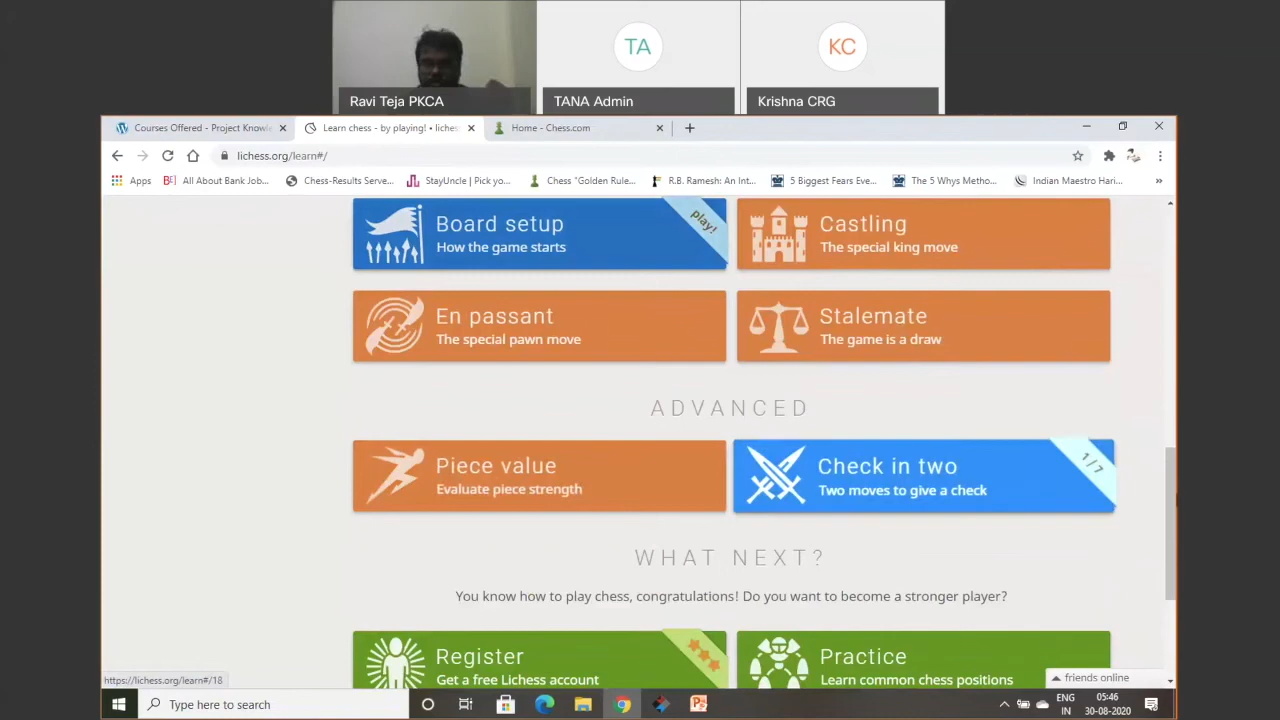 TA
KC
Ravi Teja PKCA
TANA Admin
Krishna CRG
Courses Offered - Project Knowle
Learn chess - by playing! • liches
Home - Chess.com
lichess.org/learn#/
Apps
All About Bank Job...
Chess-Results Serve...
StayUncle | Pick yo...
Chess "Golden Rule...
R.B. Ramesh: An Int...
5 Biggest Fears Eve...
The 5 Whys Metho...
Indian Maestro Hari...
Board setup
How the game starts
play!
Castling
The special king move
En passant
The special pawn move
Stalemate
The game is a draw
ADVANCED
Piece value
Evaluate piece strength
Check in two
Two moves to give a check
1/7
WHAT NEXT?
You know how to play chess, congratulations! Do you want to become a stronger player?
Register
Get a free Lichess account
Practice
Learn common chess positions
https://lichess.org/learn#/18
friends online
Type here to search
ENG
IN
05:46
30-08-2020